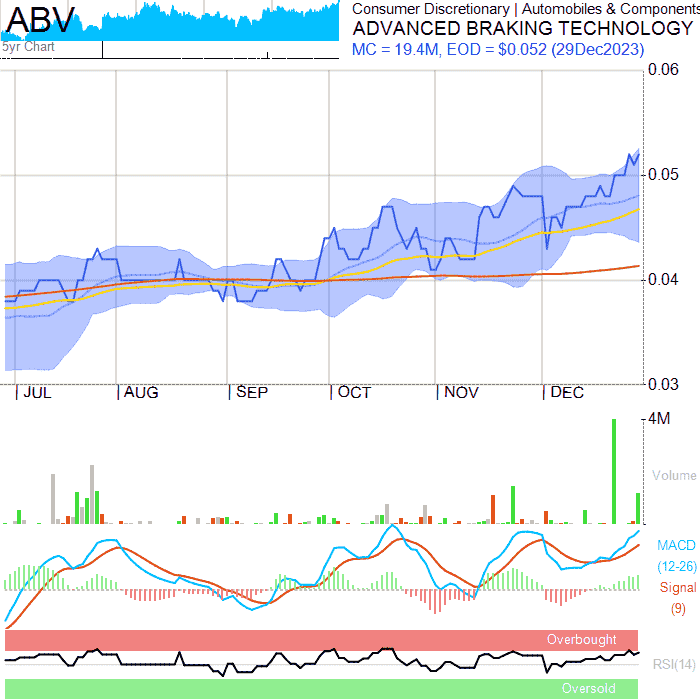 ABV
5yr Chart
Consumer Discretionary | Automobiles & Components
ADVANCED BRAKING TECHNOLOGY
MC = 19.4M, EOD = $0.052 (29Dec2023)
0.06
0.05
0.04
0.03
JUL AUG SEP OCT NOV DEC
4M
Volume
MACD
(12-26)
Signal
(9)
Overbought
RSI(14)
Oversold